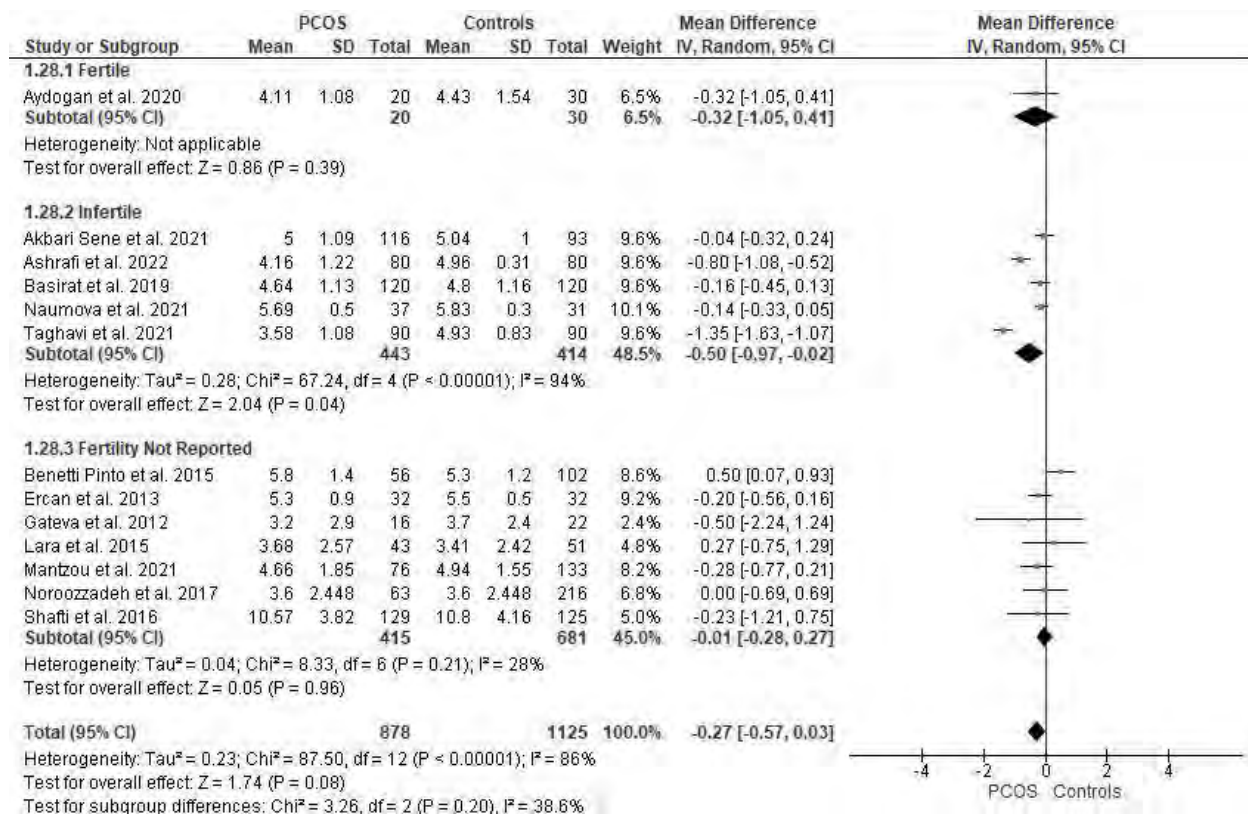 PCOS Controls Mean Difference Mean Difference
Study or Subgroup Mean SD Total Mean SD Total Weight IV, Random, 95% CI IV, Random, 95% CI
1.28.1 Fertile
Aydogan et al. 2020 4.11 1.08 20 4.43 1.54 30 6.5% -0.32 [-1.05, 0.41]
Subtotal (95% CI) 20 30 6.5% -0.32 [-1.05, 0.41]
Heterogeneity: Not applicable
Test for overall effect: Z = 0.86 (P = 0.39)
1.28.2 Infertile
Akbari Sene et al. 2021 5 1.09 116 5.04 1 93 9.6% -0.04 [-0.32, 0.24]
Ashrafi et al. 2022 4.16 1.22 80 4.96 0.31 80 9.6% -0.80 [-1.08, -0.52]
Basirat et al. 2019 4.64 1.13 120 4.8 1.16 120 9.6% -0.16 [-0.45, 0.13]
Naumova et al. 2021 5.69 0.5 37 5.83 0.3 31 10.1% -0.14 [-0.33, 0.05]
Taghavi et al. 2021 3.58 1.08 90 4.93 0.83 90 9.6% -1.35 [-1.63, -1.07]
Subtotal (95% CI) 443 414 48.5% -0.50 [-0.97, -0.02]
Heterogeneity: Tau² = 0.28; Chi² = 67.24, df = 4 (P < 0.00001); I² = 94%
Test for overall effect: Z = 2.04 (P = 0.04)
1.28.3 Fertility Not Reported
Benetti Pinto et al. 2015 5.8 1.4 56 5.3 1.2 102 8.6% 0.50 [0.07, 0.93]
Ercan et al. 2013 5.3 0.9 32 5.5 0.5 32 9.2% -0.20 [-0.56, 0.16]
Gateva et al. 2012 3.2 2.9 16 3.7 2.4 22 2.4% -0.50 [-2.24, 1.24]
Lara et al. 2015 3.68 2.57 43 3.41 2.42 51 4.8% 0.27 [-0.75, 1.29]
Mantzou et al. 2021 4.66 1.85 76 4.94 1.55 133 8.2% -0.28 [-0.77, 0.21]
Noroozzadeh et al. 2017 3.6 2.448 63 3.6 2.448 216 6.8% 0.00 [-0.69, 0.69]
Shafti et al. 2016 10.57 3.82 129 10.8 4.16 125 5.0% -0.23 [-1.21, 0.75]
Subtotal (95% CI) 415 681 45.0% -0.01 [-0.28, 0.27]
Heterogeneity: Tau² = 0.04; Chi² = 8.33, df = 6 (P = 0.21); I² = 28%
Test for overall effect: Z = 0.05 (P = 0.96)
Total (95% CI) 878 1125 100.0% -0.27 [-0.57, 0.03]
Heterogeneity: Tau² = 0.23; Chi² = 87.50, df = 12 (P < 0.00001); I² = 86%
Test for overall effect: Z = 1.74 (P = 0.08)
Test for subgroup differences: Chi² = 3.26, df = 2 (P = 0.20), I² = 38.6%
-4 -2 0 2 4
PCOS Controls